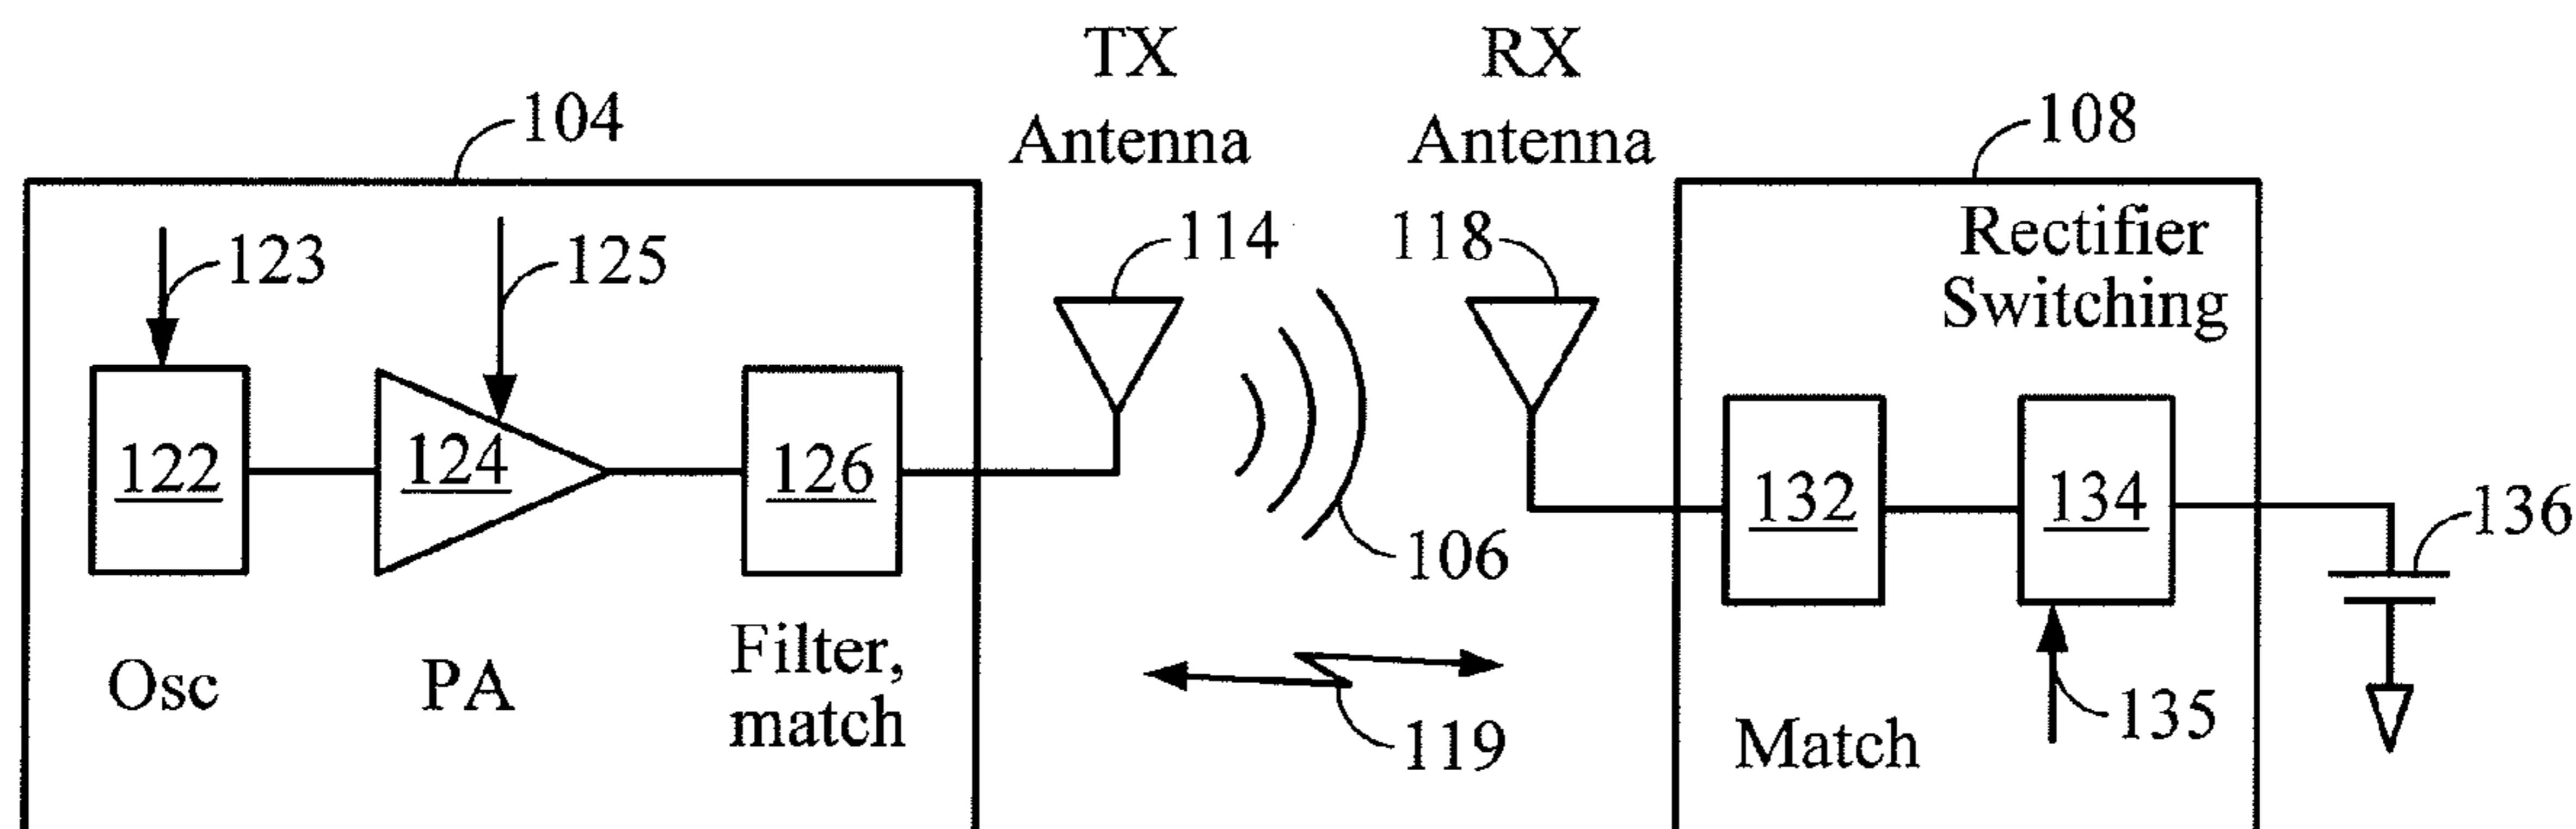 TX
Antenna
RX
Antenna
104
108
114
118
Rectifier
Switching
123
125
122
124
126
132
134
136
106
Osc
PA
Filter,
match
119
Match
135